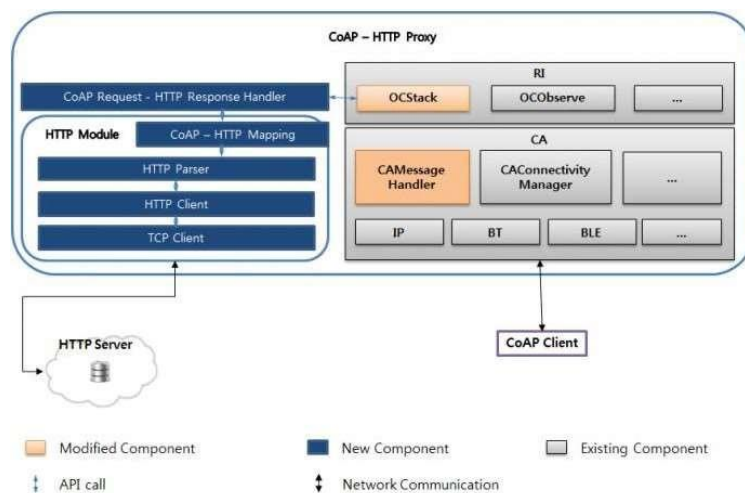 CoAP – HTTP Proxy
CoAP Request - HTTP Response Handler
HTTP Module
CoAP – HTTP Mapping
HTTP Parser
HTTP Client
TCP Client
RI
OCStack
OCObserve
...
CA
CAMessage
Handler
CAConnectivity
Manager
...
IP
BT
BLE
...
HTTP Server
CoAP Client
Modified Component
New Component
Existing Component
API call
Network Communication